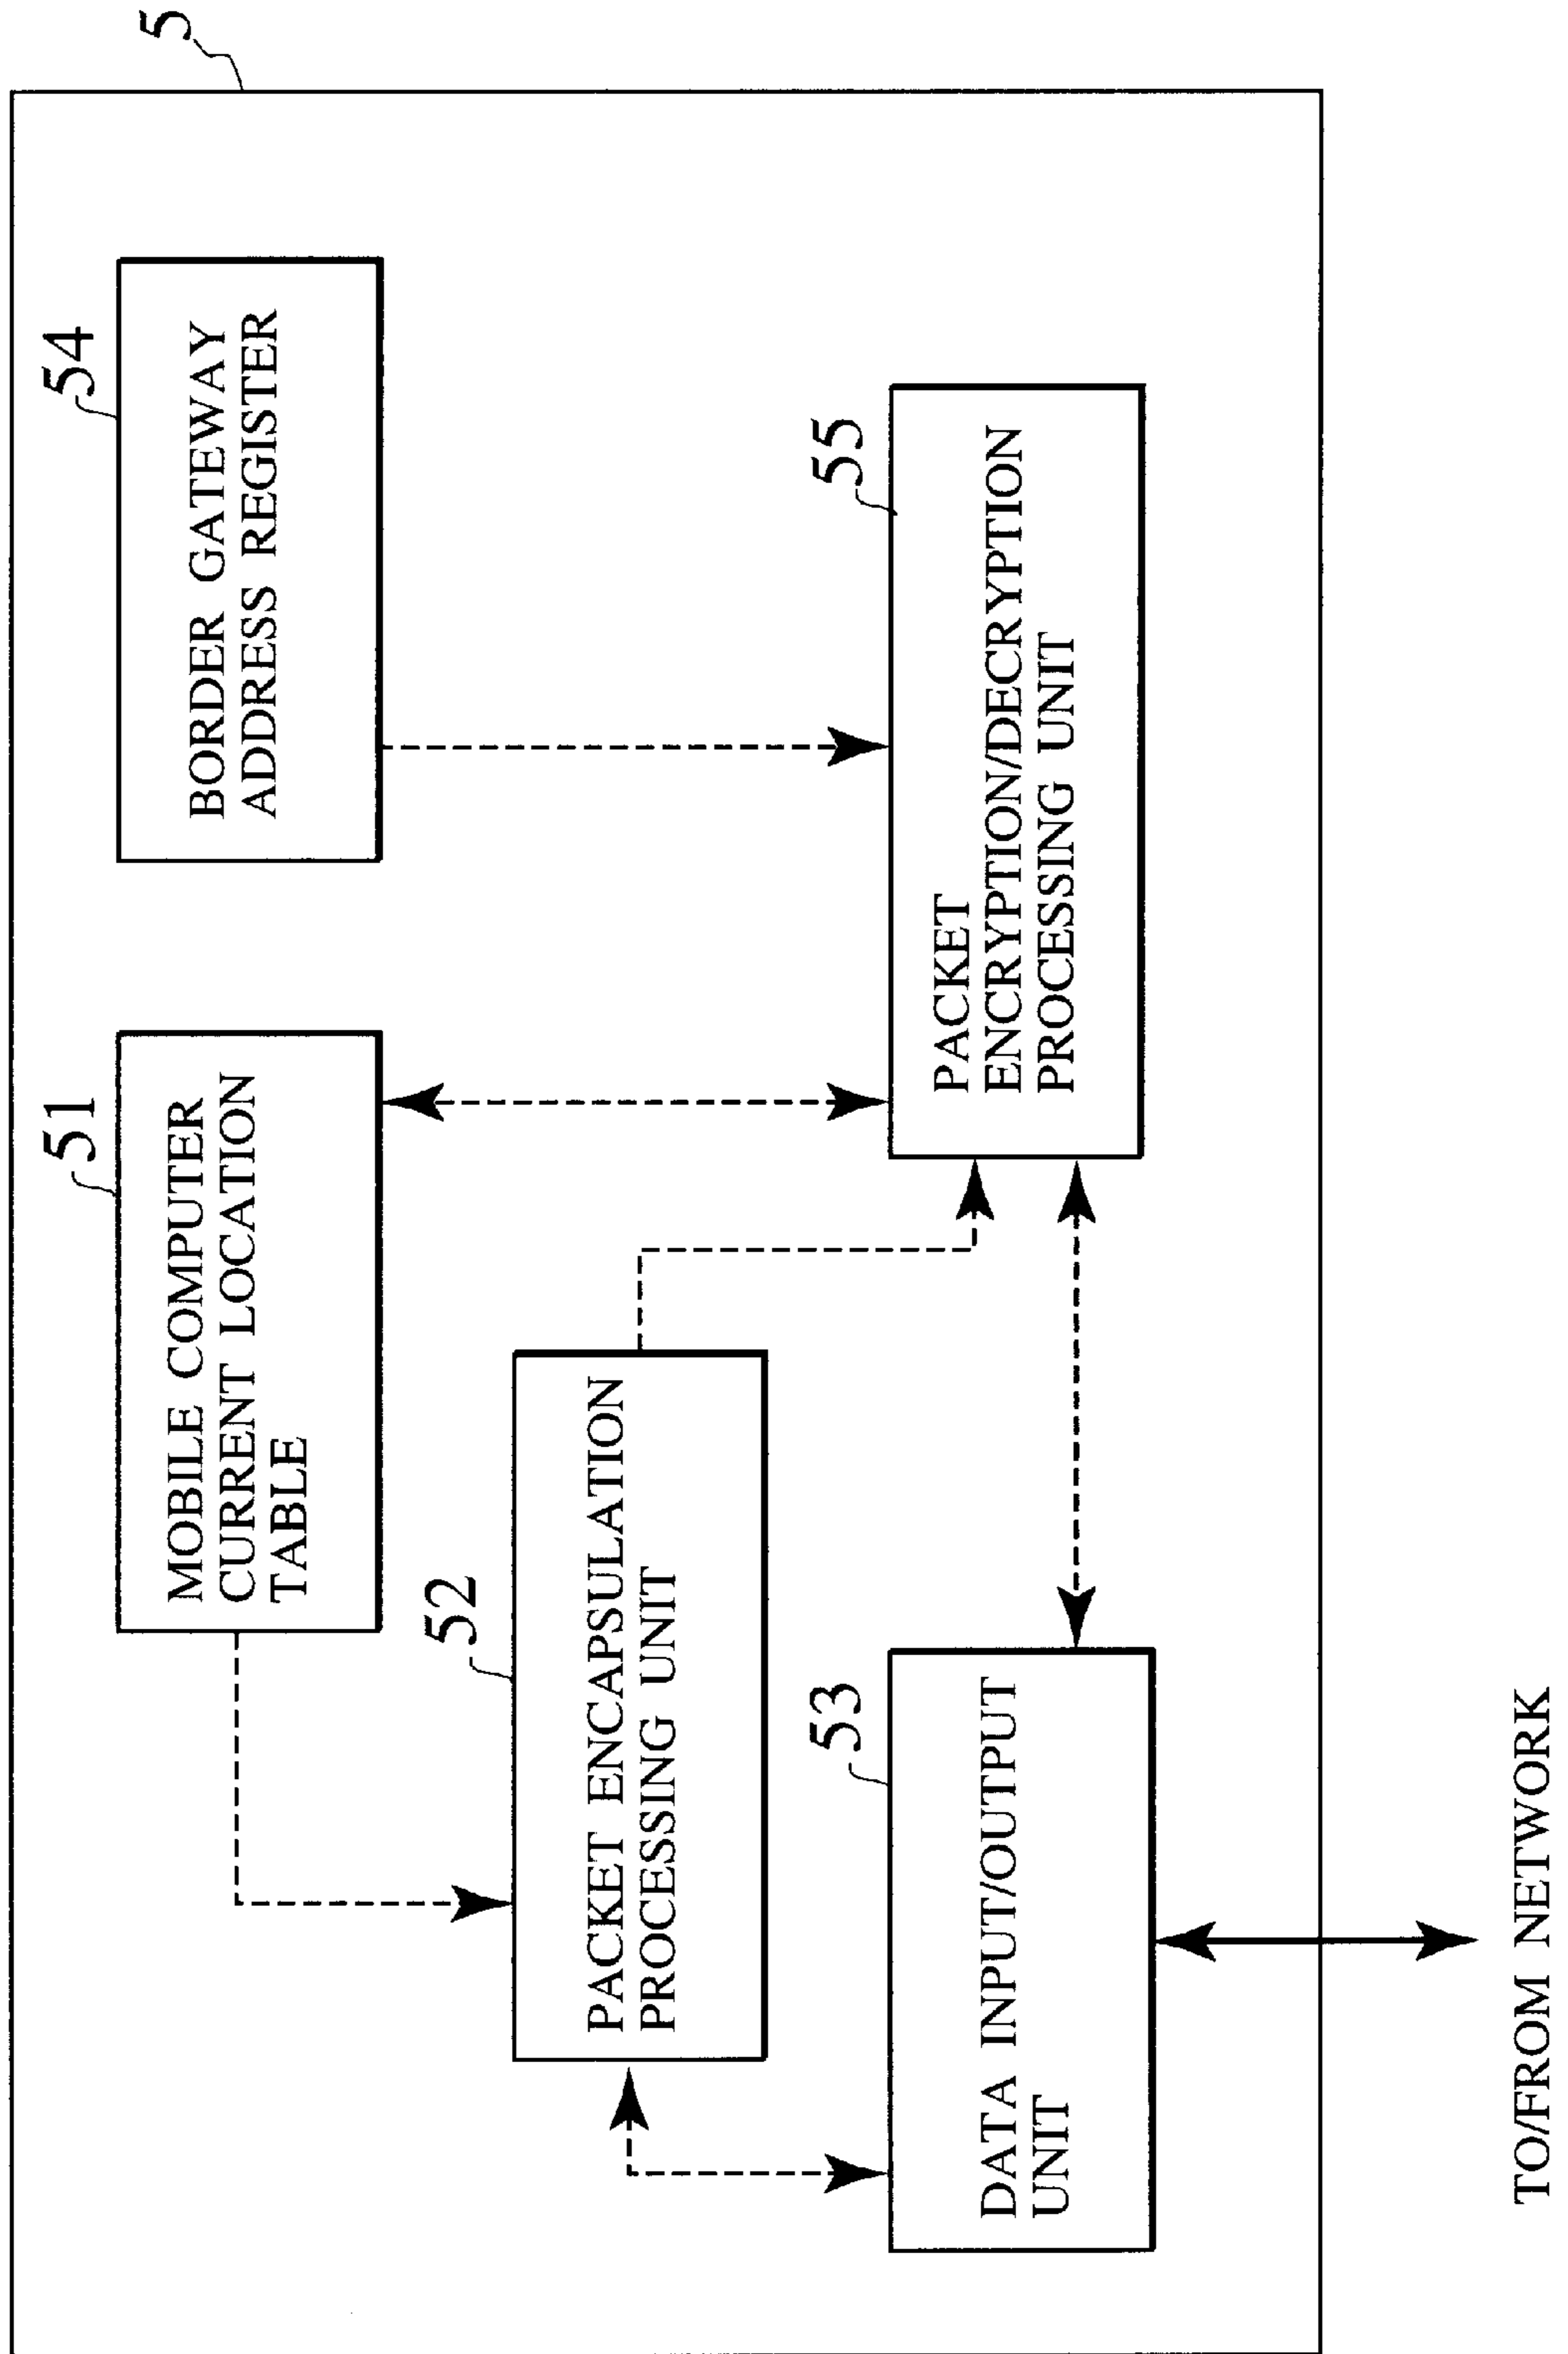 5
54
BORDER GATEWAY
ADDRESS REGISTER
51
MOBILE COMPUTER
CURRENT LOCATION
TABLE
52
PACKET ENCAPSULATION
PROCESSING UNIT
55
PACKET
ENCRYPTION/DECRYPTION
PROCESSING UNIT
53
DATA INPUT/OUTPUT
UNIT
TO/FROM NETWORK